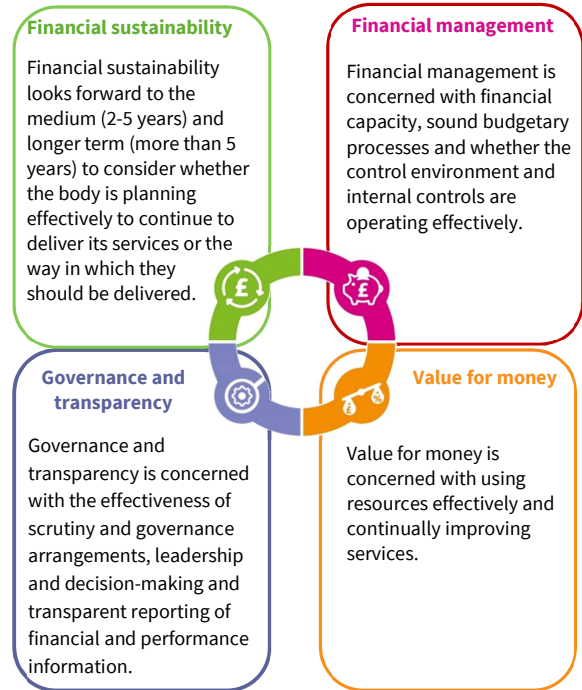 Financial sustainability
Financial sustainability
looks forward to the
medium (2-5 years) and
longer term (more than 5
years) to consider whether
the body is planning
effectively to continue to
deliver its services or the
way in which they
should be delivered.
Financial management
Financial management is
concerned with financial
capacity, sound budgetary
processes and whether the
control environment and
internal controls are
operating effectively.
£
£
£
%
Governance and
transparency
Governance and
transparency is concerned
with the effectiveness of
scrutiny and governance
arrangements, leadership
and decision-making and
transparent reporting of
financial and performance
information.
Value for money
Value for money is
concerned with using
resources effectively and
continually improving
services.